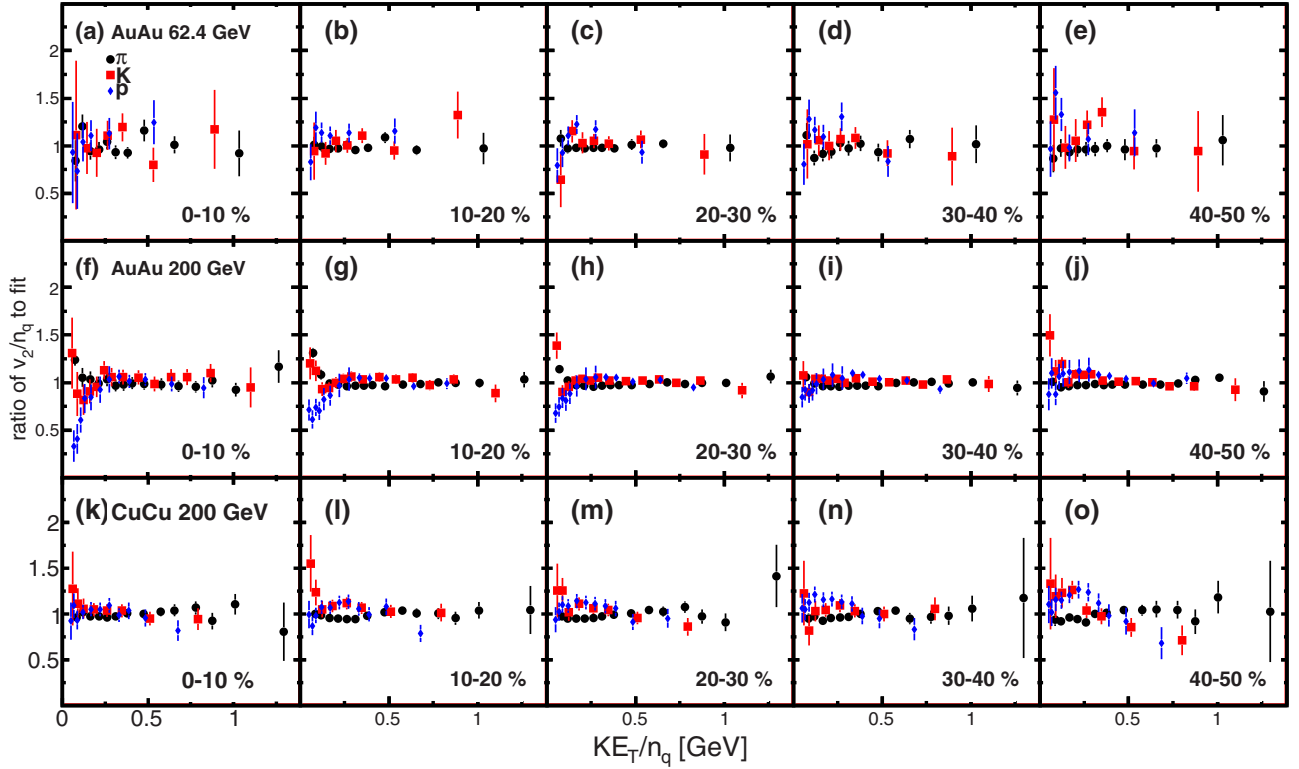 (a) AuAu 62.4 GeV (b) (c) (d) (e)
π
K
p
2
1.5
1
0.5
0-10 % 10-20 % 20-30 % 30-40 % 40-50 %
(f) AuAu 200 GeV (g) (h) (i) (j)
2
1.5
1
0.5
0-10 % 10-20 % 20-30 % 30-40 % 40-50 %
(k) CuCu 200 GeV (l) (m) (n) (o)
2
1.5
1
0.5
0-10 % 10-20 % 20-30 % 30-40 % 40-50 %
0 0.5 1 0.5 1 0.5 1 0.5 1 0.5 1
ratio of v2/nq to fit
KET/nq [GeV]